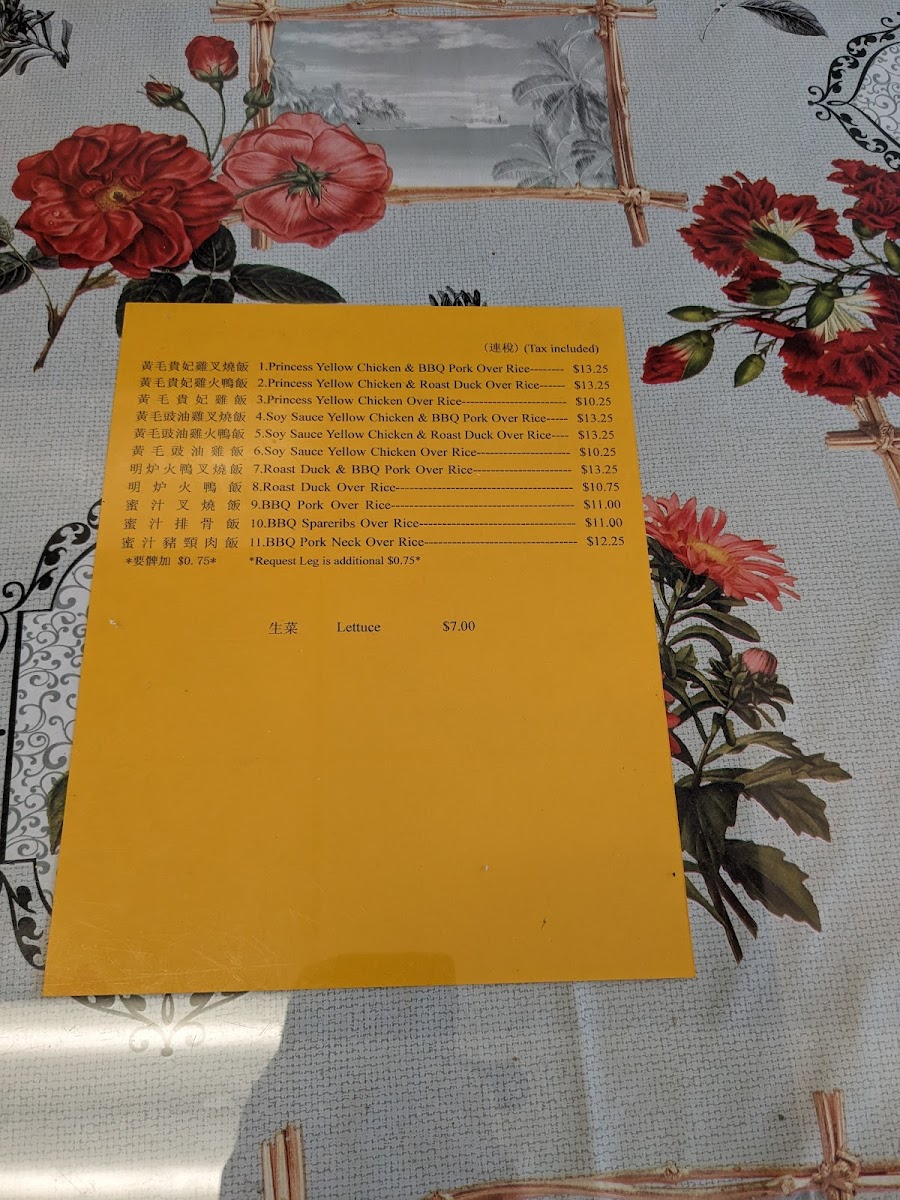 （連稅）(Tax included)
黃毛貴妃雞叉燒飯 1.Princess Yellow Chicken & BBQ Pork Over Rice-------- $13.25
黃毛貴妃雞火鴨飯 2.Princess Yellow Chicken & Roast Duck Over Rice------ $13.25
黃毛貴妃雞飯 3.Princess Yellow Chicken Over Rice------------------------- $10.25
黃毛豉油雞叉燒飯 4.Soy Sauce Yellow Chicken & BBQ Pork Over Rice----- $13.25
黃毛豉油雞火鴨飯 5.Soy Sauce Yellow Chicken & Roast Duck Over Rice---- $13.25
黃毛豉油雞飯 6.Soy Sauce Yellow Chicken Over Rice---------------------- $10.25
明炉火鴨叉燒飯 7.Roast Duck & BBQ Pork Over Rice----------------------- $13.25
明炉火鴨飯 8.Roast Duck Over Rice--------------------------------------- $10.75
蜜汁叉燒飯 9.BBQ Pork Over Rice---------------------------------------- $11.00
蜜汁排骨飯 10.BBQ Spareribs Over Rice---------------------------------- $11.00
蜜汁豬頸肉飯 11.BBQ Pork Neck Over Rice--------------------------------- $12.25
*要髀加 $0.75* *Request Leg is additional $0.75*
生菜 Lettuce $7.00